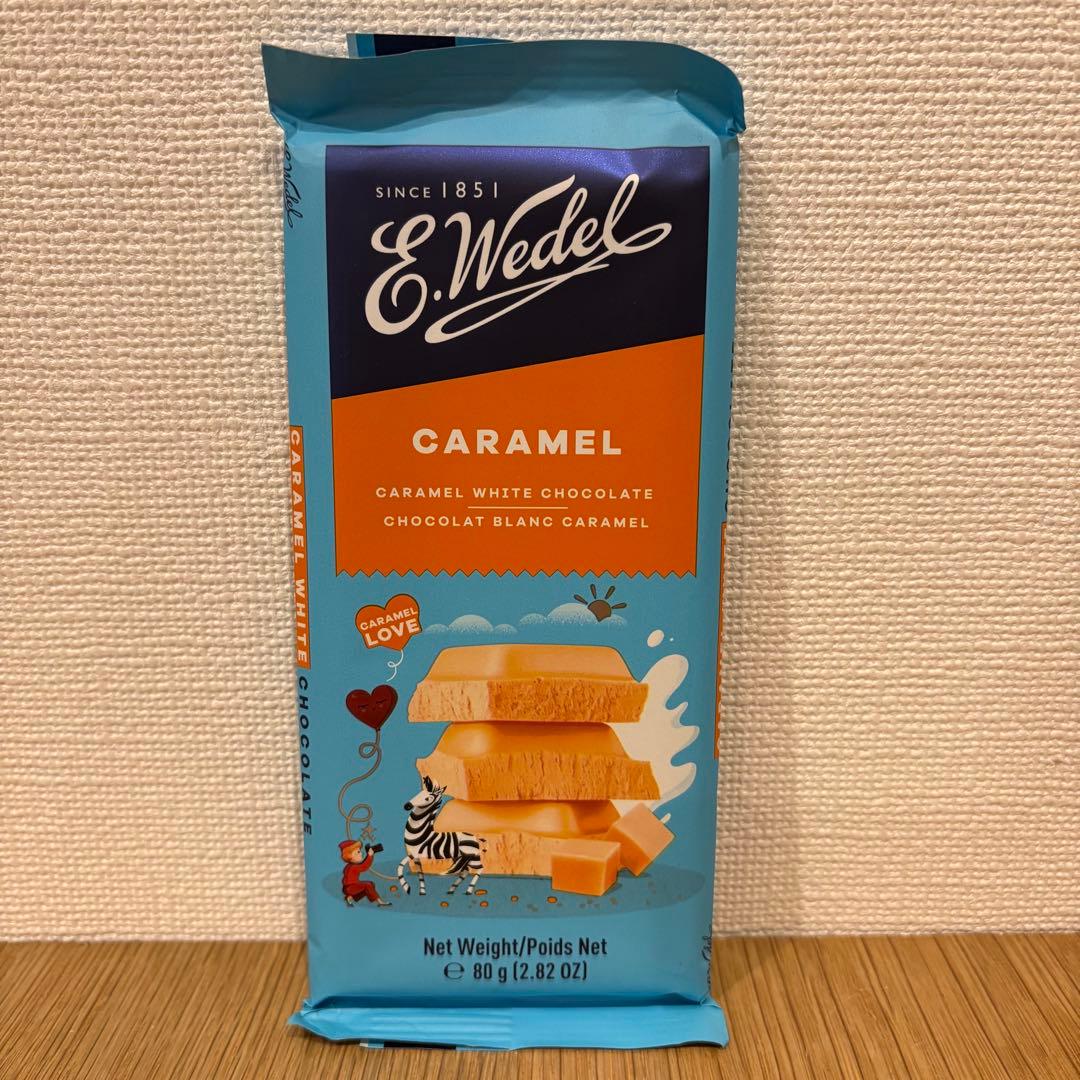 SINCE 1851
E.Wedel
CARAMEL
CARAMEL WHITE CHOCOLATE
CHOCOLAT BLANC CARAMEL
CARAMEL
LOVE
Net Weight/Poids Net
℮ 80 g (2.82 OZ)
CARAMEL WHITE CHOCOLATE